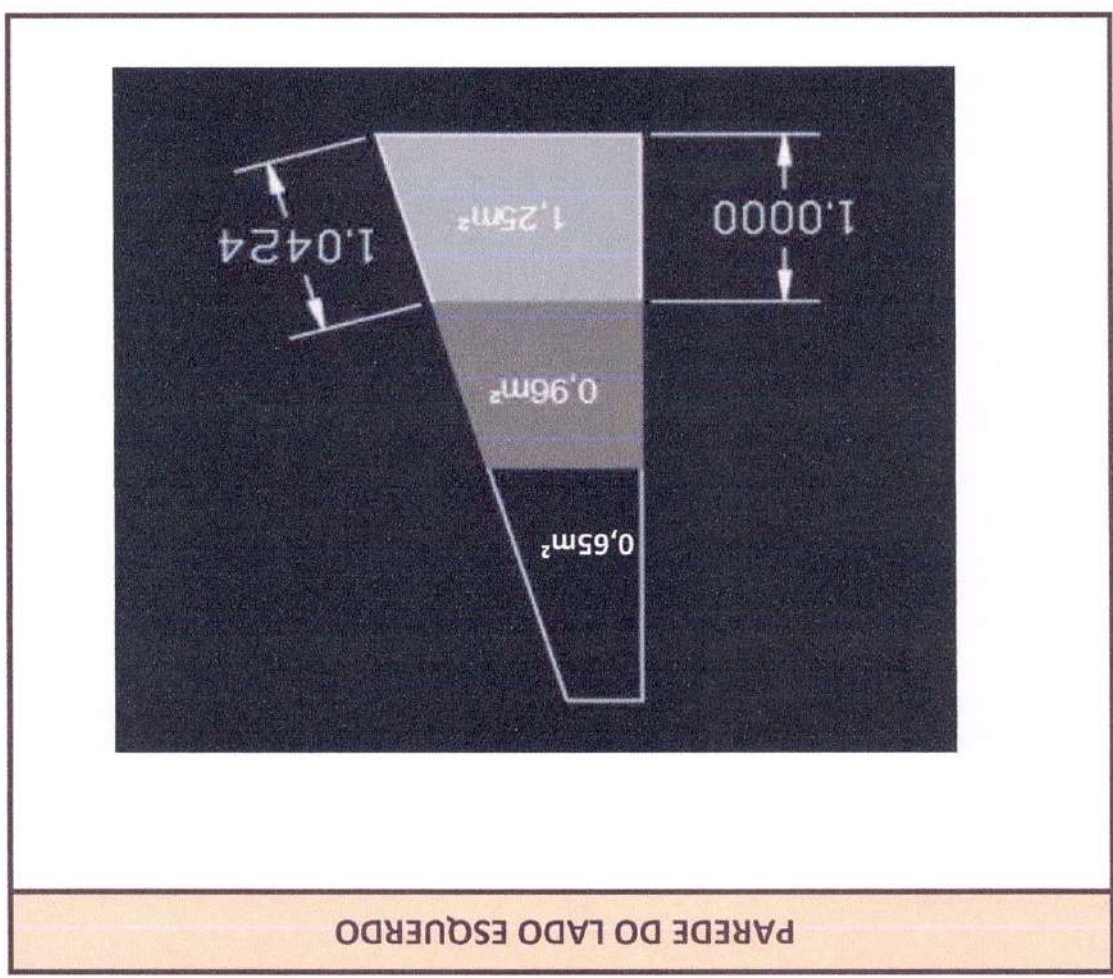 PAREDE DO LADO ESQUERDO
0,65m²
0,96m²
1.0000
1,25m²
1.0424